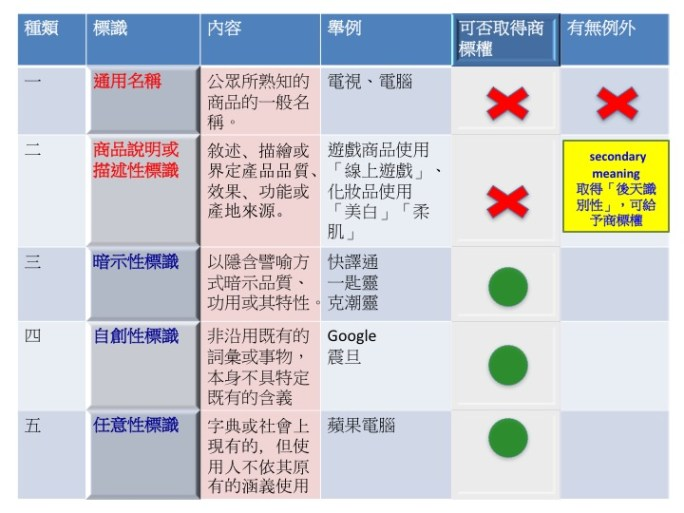 種類 標識 內容 舉例 可否取得商 有無例外
標權
一 通用名稱 公眾所熟知的 電視、電腦
商品的一般名
稱。
二 商品說明或 敘述、描繪或 遊戲商品使用
描述性標識 界定產品品質、 「線上遊戲」、
效果、功能或 化妝品使用
產地來源。 「美白」「柔
肌」
secondary
meaning
取得「後天識
別性」，可給
予商標權
三 暗示性標識 以隱含譬喻方 快譯通
式暗示品質、 一匙靈
功用或其特性。 克潮靈
四 自創性標識 非沿用既有的 Google
詞彙或事物， 震旦
本身不具特定
既有的含義
五 任意性標識 字典或社會上 蘋果電腦
現有的，但使
用人不依其原
有的涵義使用